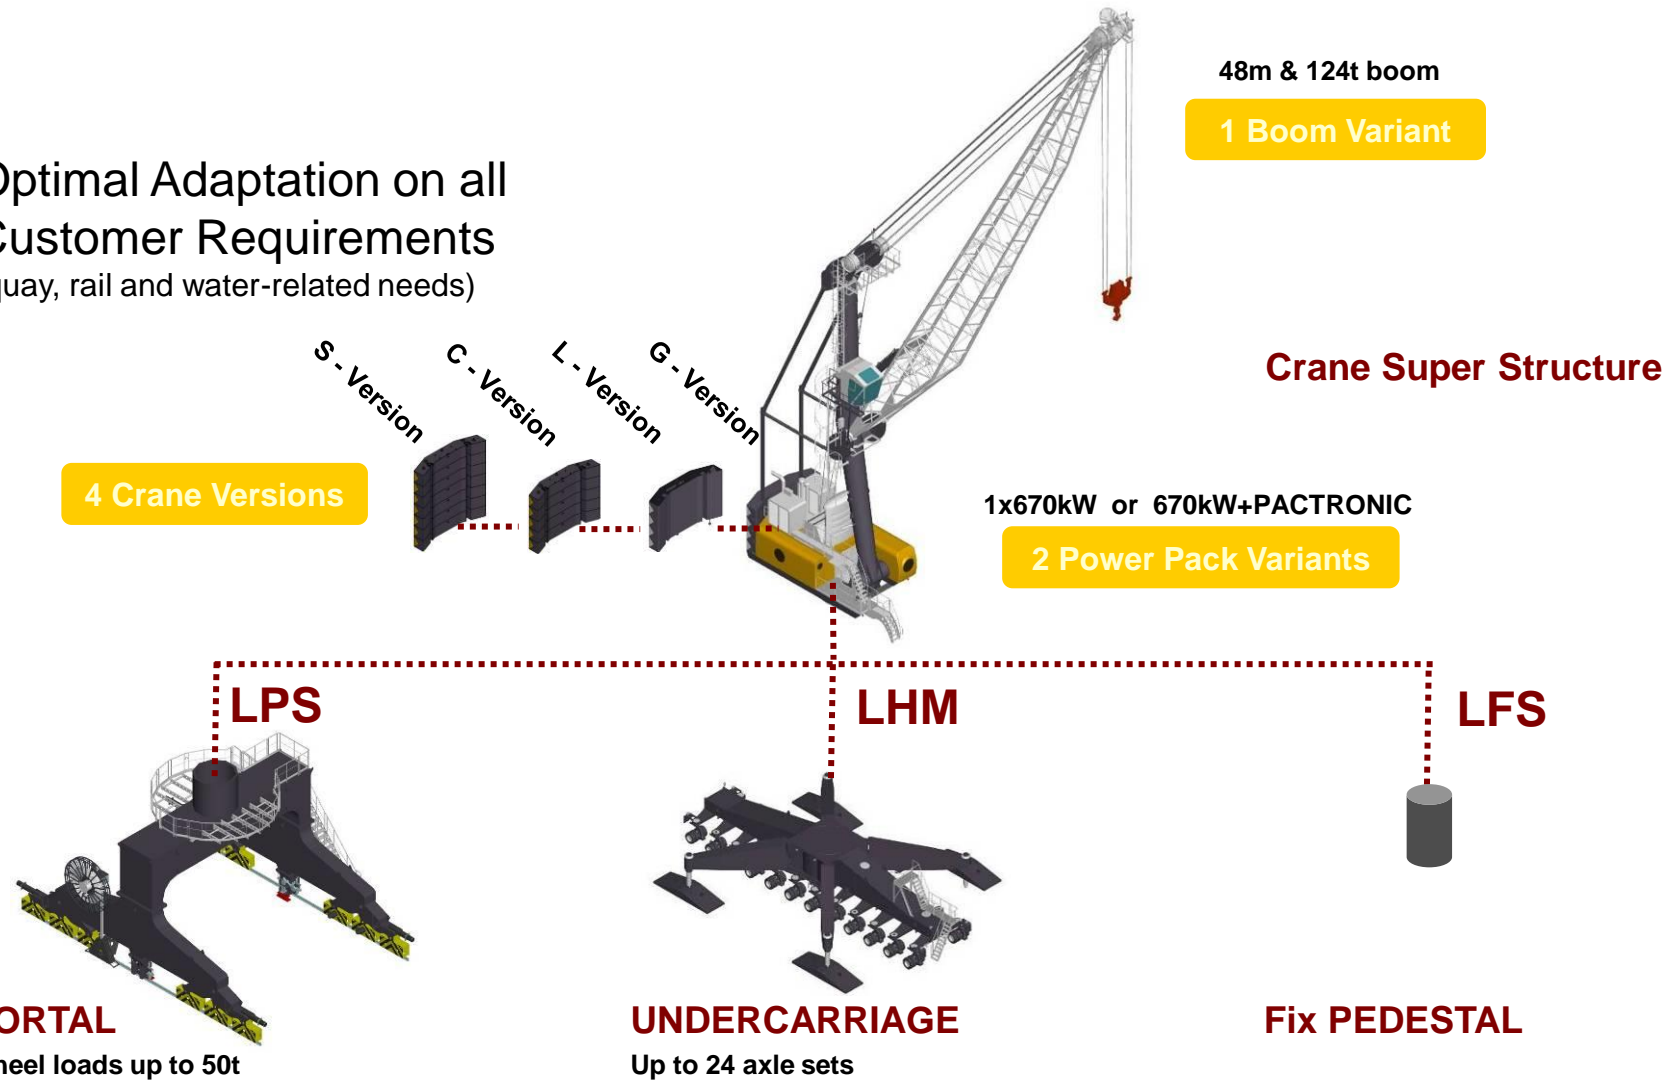 48m & 124t boom
1 Boom Variant
Optimal Adaptation on all
Customer Requirements
quay, rail and water-related needs)
Crane Super Structure
S - Version
C - Version
L - Version
G - Version
4 Crane Versions
1x670kW or 670kW+PACTRONIC
2 Power Pack Variants
LPS
LHM
LFS
ORTAL
UNDERCARRIAGE
Fix PEDESTAL
heel loads up to 50t
Up to 24 axle sets